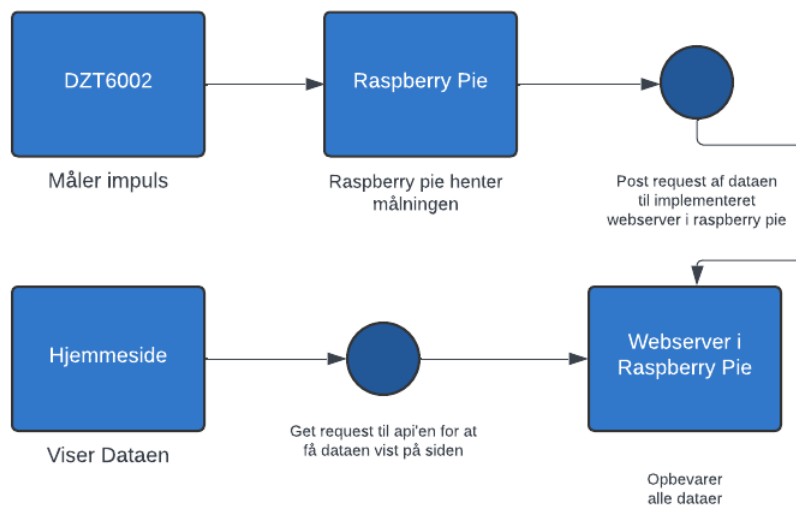 DZT6002
Måler impuls
Raspberry Pie
Raspberry pie henter
målningen
Post request af dataen
til implementeret
webserver i raspberry pie
Hjemmeside
Viser Dataen
Get request til api'en for at
få dataen vist på siden
Webserver i
Raspberry Pie
Opbevarer
alle dataer